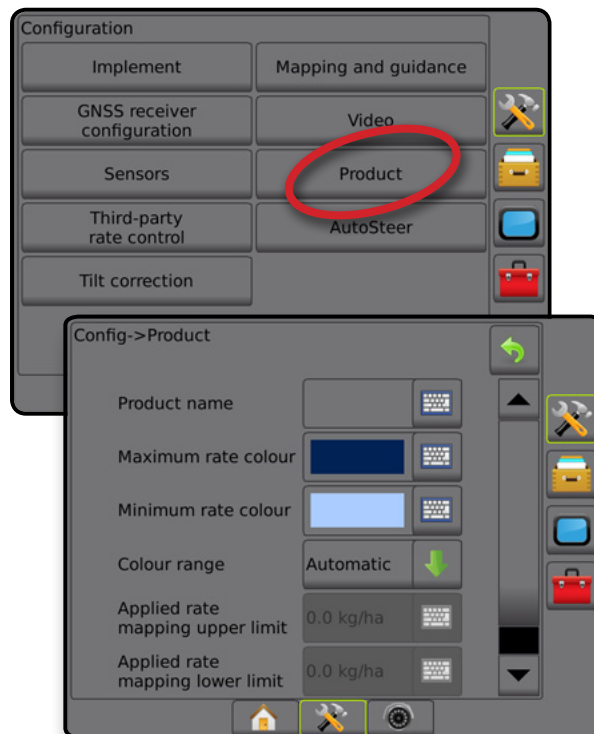 Configuration
Implement
Mapping and guidance
GNSS receiver
configuration
Video
Sensors
Product
Third-party
rate control
AutoSteer
Tilt correction
Config->Product
Product name
Maximum rate colour
Minimum rate colour
Colour range
Automatic
Applied rate
mapping upper limit
0.0 kg/ha
Applied rate
mapping lower limit
0.0 kg/ha